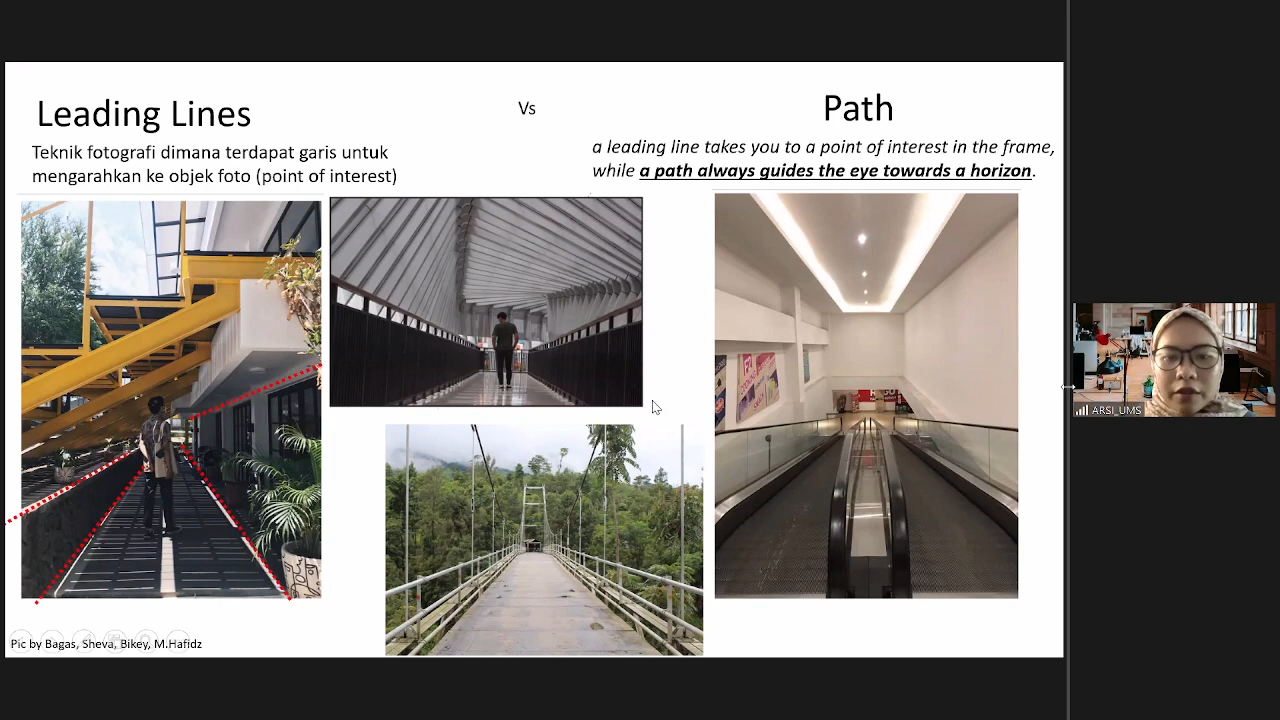 Leading Lines
Vs
Path
Teknik fotografi dimana terdapat garis untuk
mengarahkan ke objek foto (point of interest)
a leading line takes you to a point of interest in the frame,
while a path always guides the eye towards a horizon.
Pic by Bagas, Sheva, Bikey, M.Hafidz
ARSI_UMS